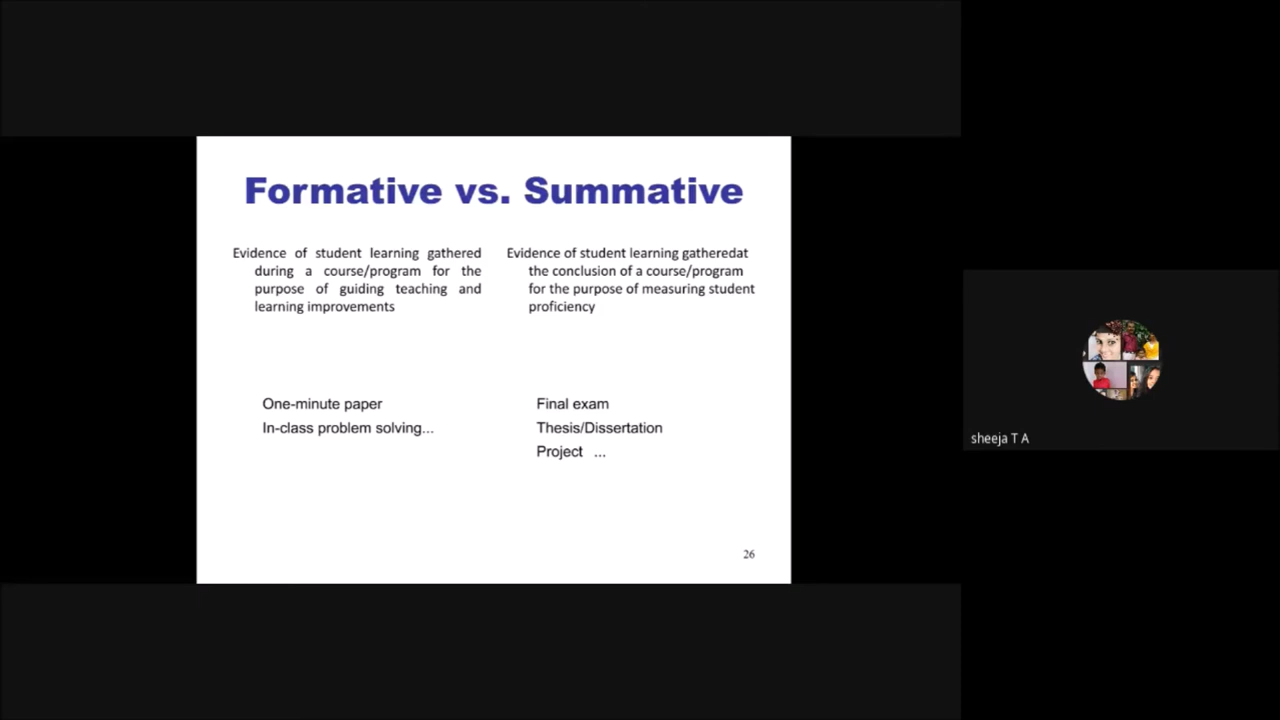 Formative vs. Summative
Evidence of student learning gathered
during a course/program for the
purpose of guiding teaching and
learning improvements
Evidence of student learning gatheredat
the conclusion of a course/program
for the purpose of measuring student
proficiency
One-minute paper
In-class problem solving...
Final exam
Thesis/Dissertation
Project ...
26
sheeja T A